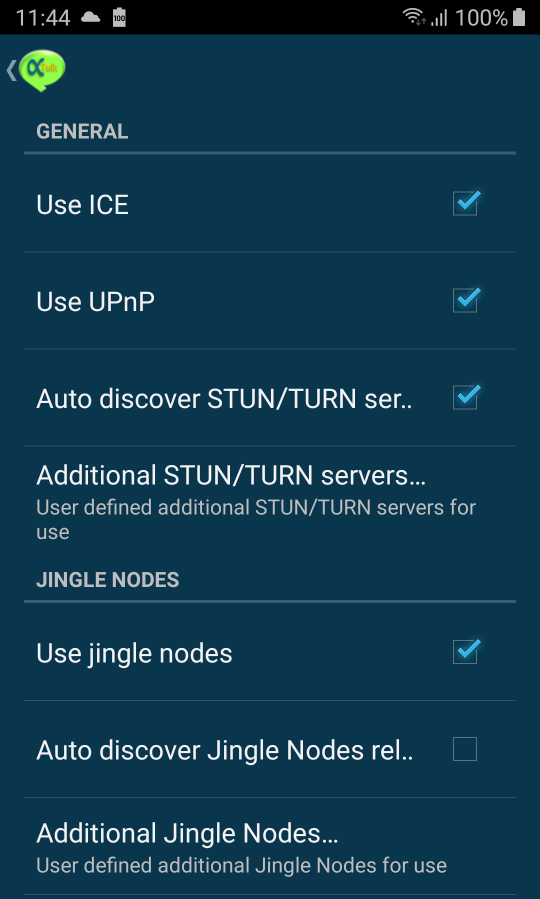 11:44
100
100%
αTalk
GENERAL
Use ICE
Use UPnP
Auto discover STUN/TURN ser..
Additional STUN/TURN servers...
User defined additional STUN/TURN servers for
use
JINGLE NODES
Use jingle nodes
Auto discover Jingle Nodes rel..
Additional Jingle Nodes...
User defined additional Jingle Nodes for use